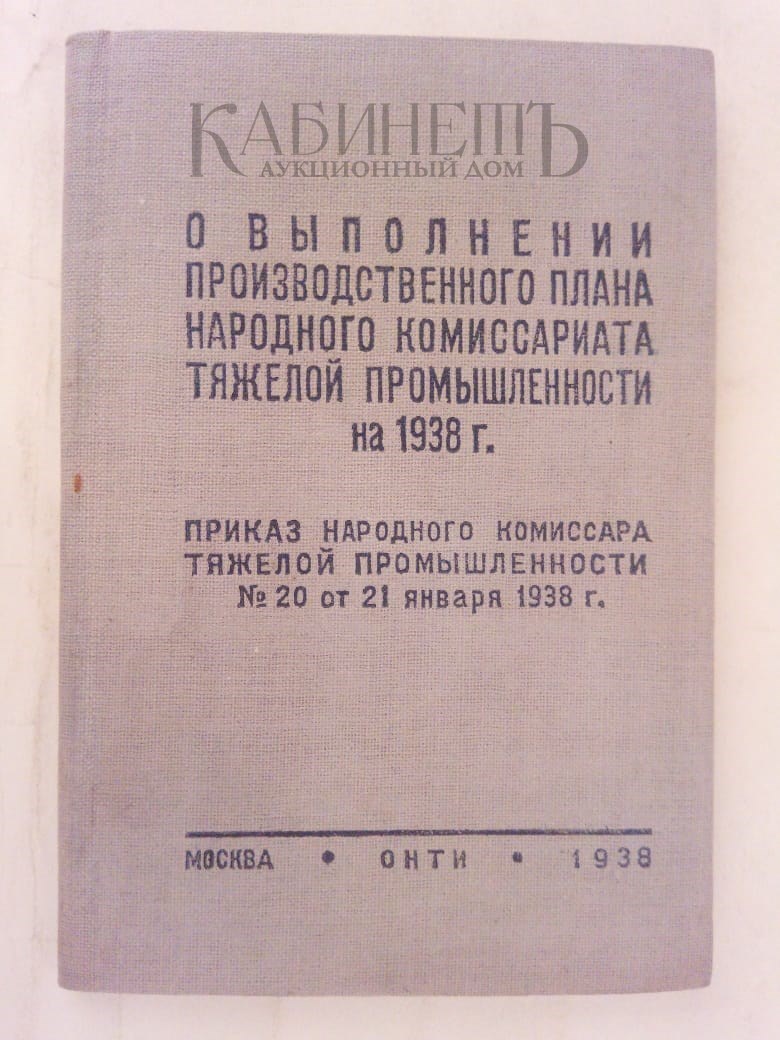 КАБИНЕТЪ
АУКЦИОННЫЙ ДОМ
О ВЫПОЛНЕНИИ
ПРОИЗВОДСТВЕННОГО ПЛАНА
НАРОДНОГО КОМИССАРИАТА
ТЯЖЕЛОЙ ПРОМЫШЛЕННОСТИ
на 1938 г.
ПРИКАЗ НАРОДНОГО КОМИССАРА
ТЯЖЕЛОЙ ПРОМЫШЛЕННОСТИ
№ 20 от 21 января 1938 г.
МОСКВА • ОНТИ • 1938